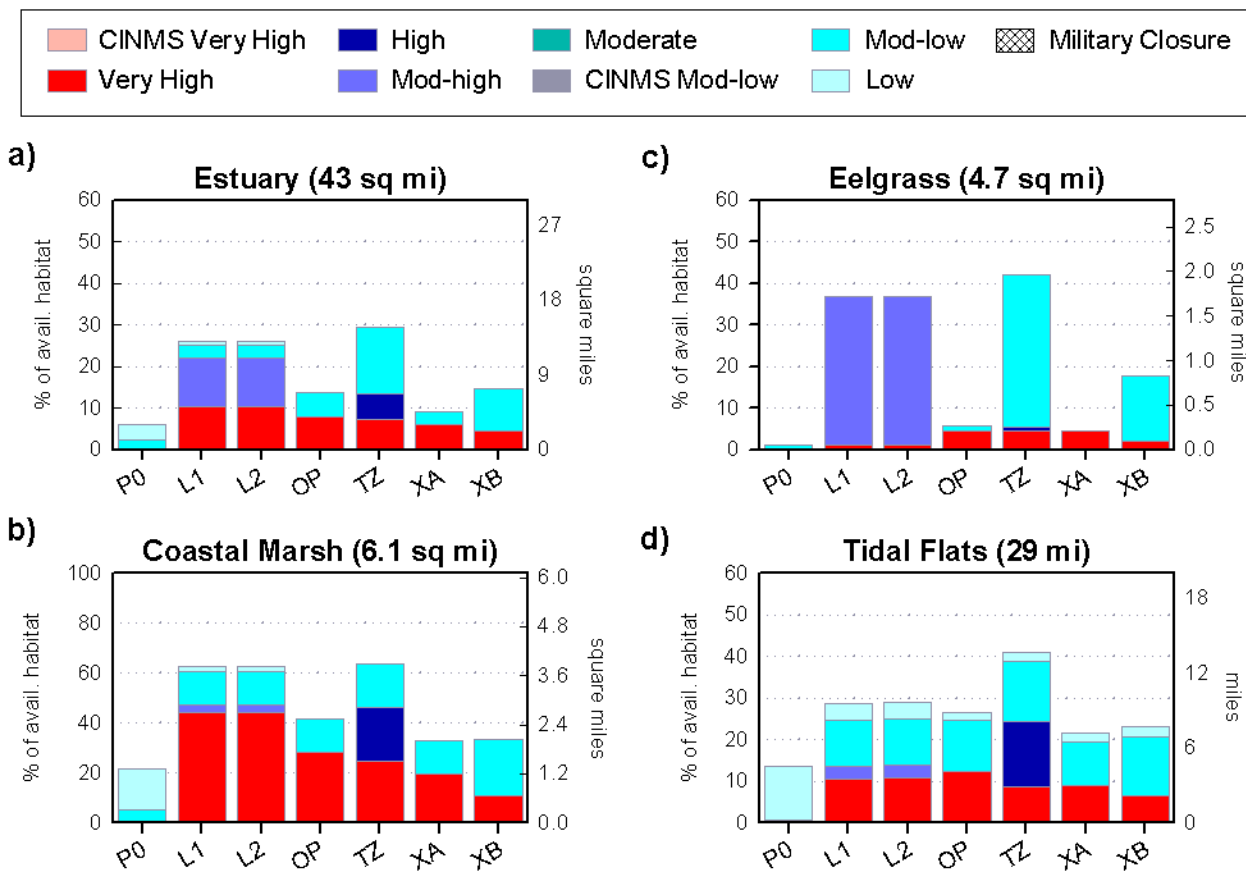 CINMS Very High High Moderate Mod-low Military Closure
Very High Mod-high CINMS Mod-low Low
a)
Estuary (43 sq mi)
% of avail. habitat
60
50
40
30
20
10
0
27
18
9
0
square miles
P0 L1 L2 OP TZ XA XB
c)
Eelgrass (4.7 sq mi)
% of avail. habitat
60
50
40
30
20
10
0
2.5
2.0
1.5
1.0
0.5
0.0
square miles
P0 L1 L2 OP TZ XA XB
b)
Coastal Marsh (6.1 sq mi)
% of avail. habitat
100
80
60
40
20
0
6.0
4.8
3.6
2.4
1.2
0.0
square miles
P0 L1 L2 OP TZ XA XB
d)
Tidal Flats (29 mi)
% of avail. habitat
60
50
40
30
20
10
0
18
12
6
0
miles
P0 L1 L2 OP TZ XA XB